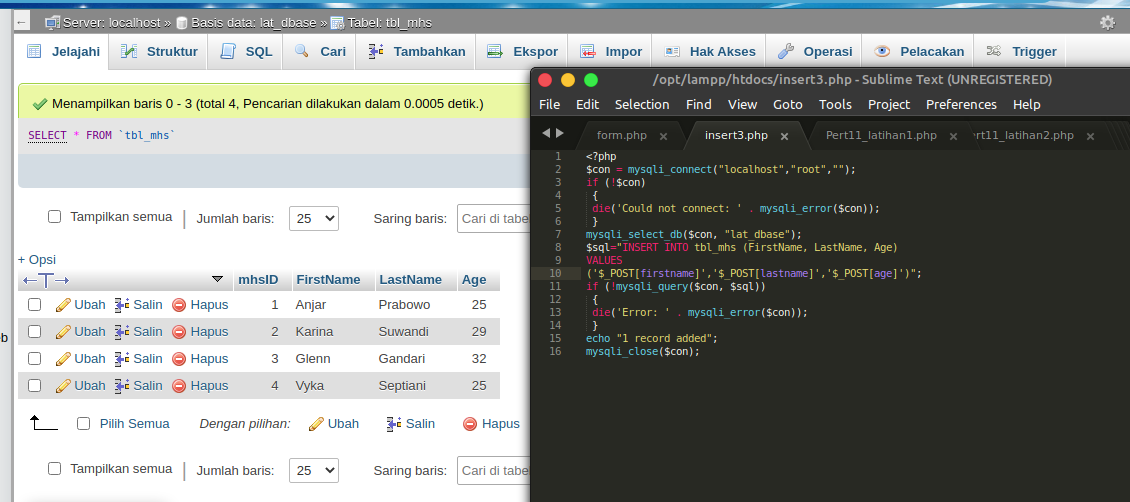 Server: localhost » Basis data: lat_dbase » Tabel: tbl_mhs
Jelajahi Struktur SQL Cari Tambahkan Ekspor Impor Hak Akses Operasi Pelacakan Trigger
Menampilkan baris 0 - 3 (total 4, Pencarian dilakukan dalam 0.0005 detik.)
SELECT * FROM `tbl_mhs`
Tampilkan semua | Jumlah baris: 25 Saring baris: Cari di tabe
+ Opsi
mhsID FirstName LastName Age
Ubah Salin Hapus 1 Anjar Prabowo 25
Ubah Salin Hapus 2 Karina Suwandi 29
Ubah Salin Hapus 3 Glenn Gandari 32
Ubah Salin Hapus 4 Vyka Septiani 25
Pilih Semua Dengan pilihan: Ubah Salin Hapus
Tampilkan semua | Jumlah baris: 25 Saring baris: Cari di tabe
/opt/lampp/htdocs/insert3.php - Sublime Text (UNREGISTERED)
File Edit Selection Find View Goto Tools Project Preferences Help
form.php × insert3.php × Pert11_latihan1.php × rt11_latihan2.php ×
1 <?php
2 $con = mysqli_connect("localhost","root","");
3 if (!$con)
4 {
5 die('Could not connect: ' . mysqli_error($con));
6 }
7 mysqli_select_db($con, "lat_dbase");
8 $sql="INSERT INTO tbl_mhs (FirstName, LastName, Age)
9 VALUES
10 ('$_POST[firstname]','$_POST[lastname]','$_POST[age]')";
11 if (!mysqli_query($con, $sql))
12 {
13 die('Error: ' . mysqli_error($con));
14 }
15 echo "1 record added";
16 mysqli_close($con);